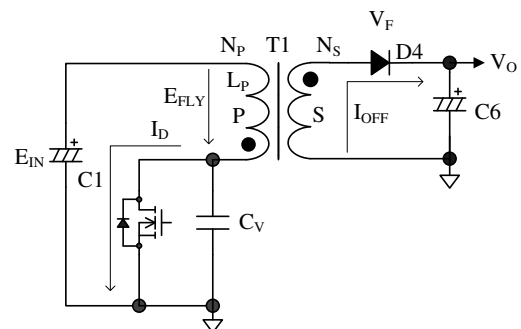 V_F
N_P T1 N_S D4 V_O
L_P
E_FLY
I_D P S I_OFF C6
+
+
E_IN
C1
C_V